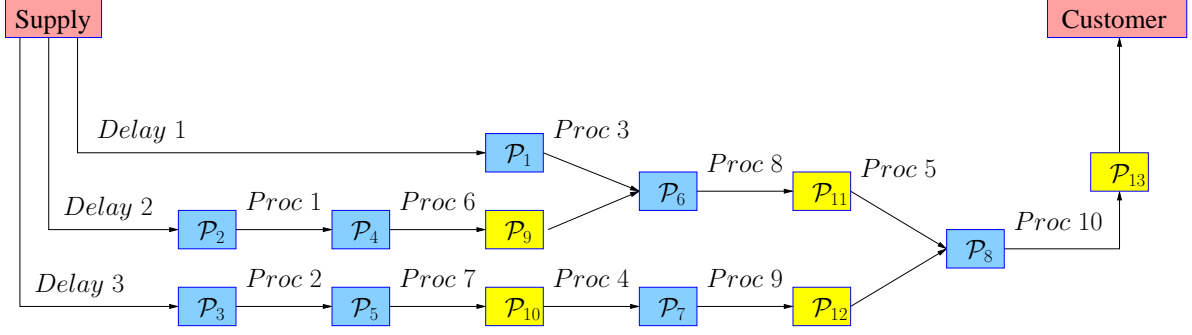 Supply
Customer
Delay 1
Proc 3
P₁
Proc 8
Proc 5
P₁₃
Delay 2
Proc 1
Proc 6
P₆
P₁₁
P₂
P₄
P₉
Proc 10
P₈
Delay 3
Proc 2
Proc 7
Proc 4
Proc 9
P₃
P₅
P₁₀
P₇
P₁₂